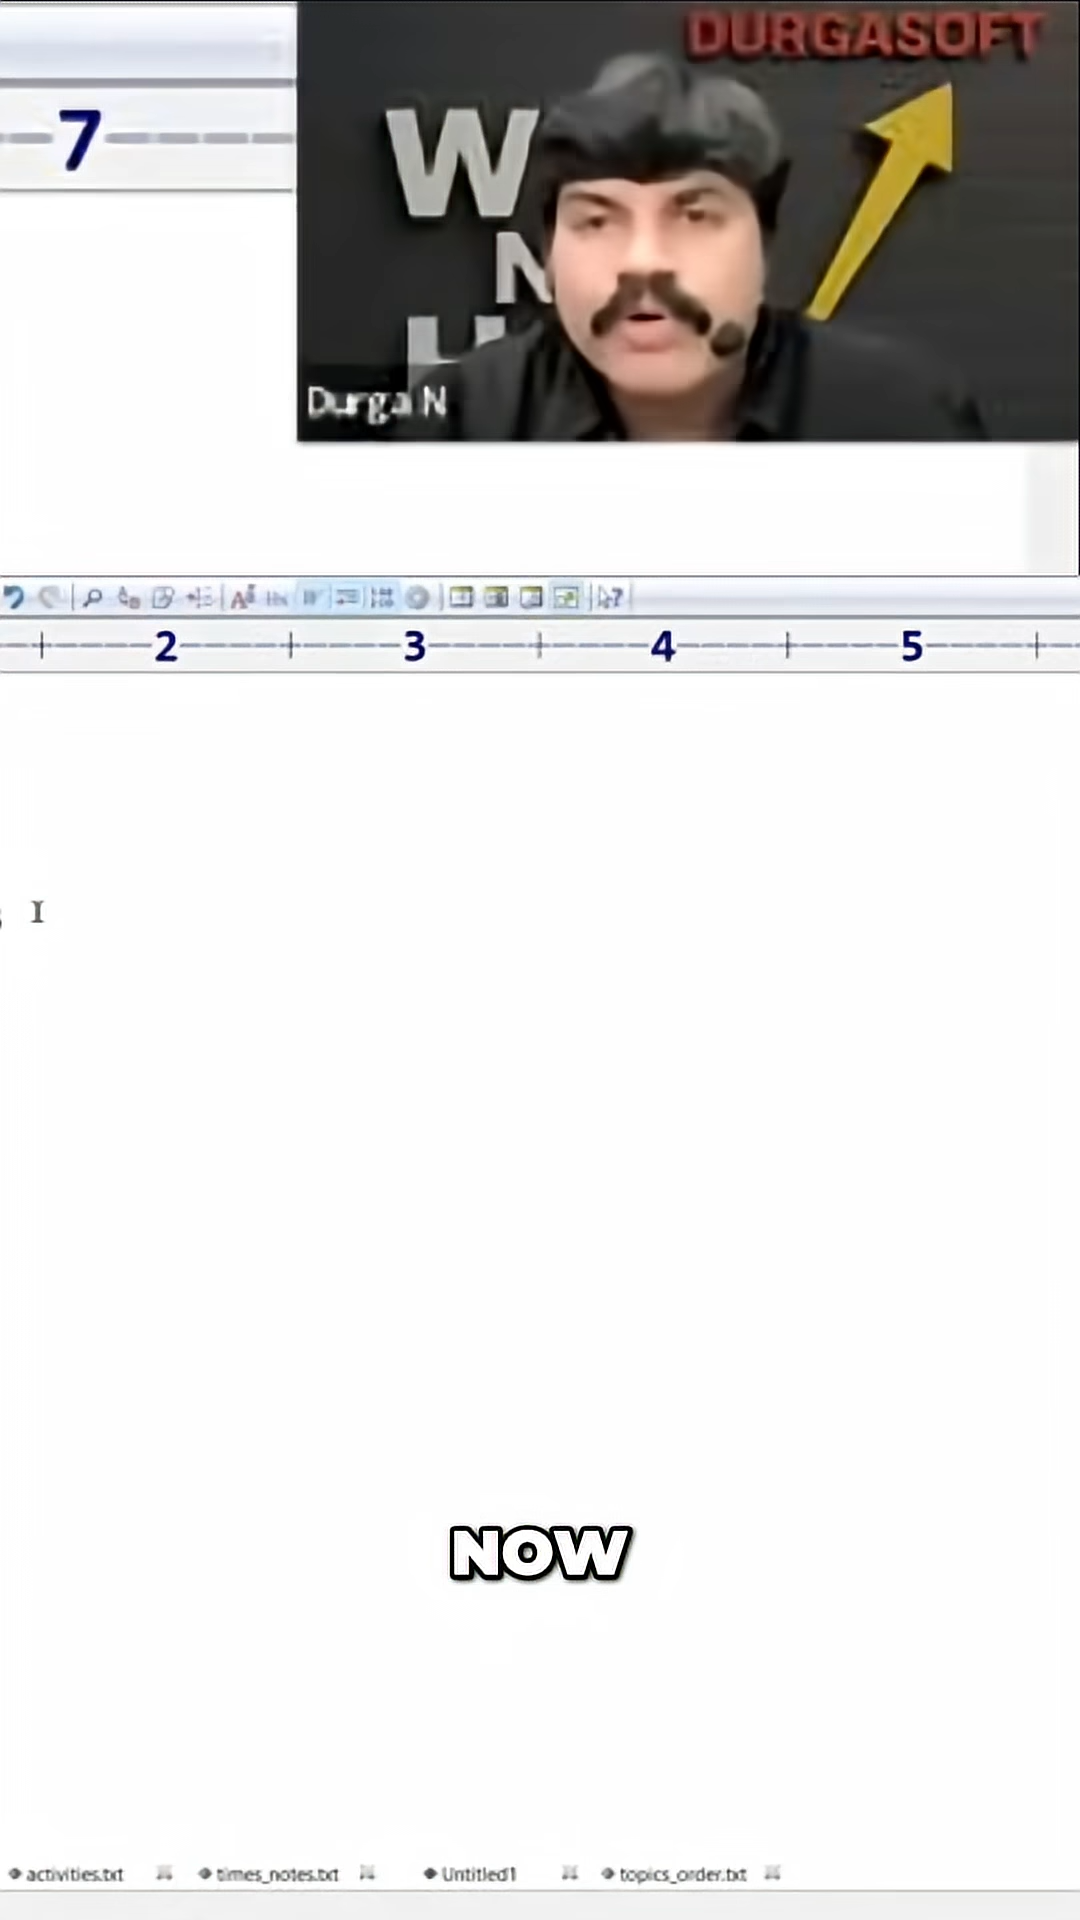 DURGASOFT
7
W
N
Durga N
2 3 4 5
NOW
activities.txt times_notes.txt Untitled1 topics_order.txt